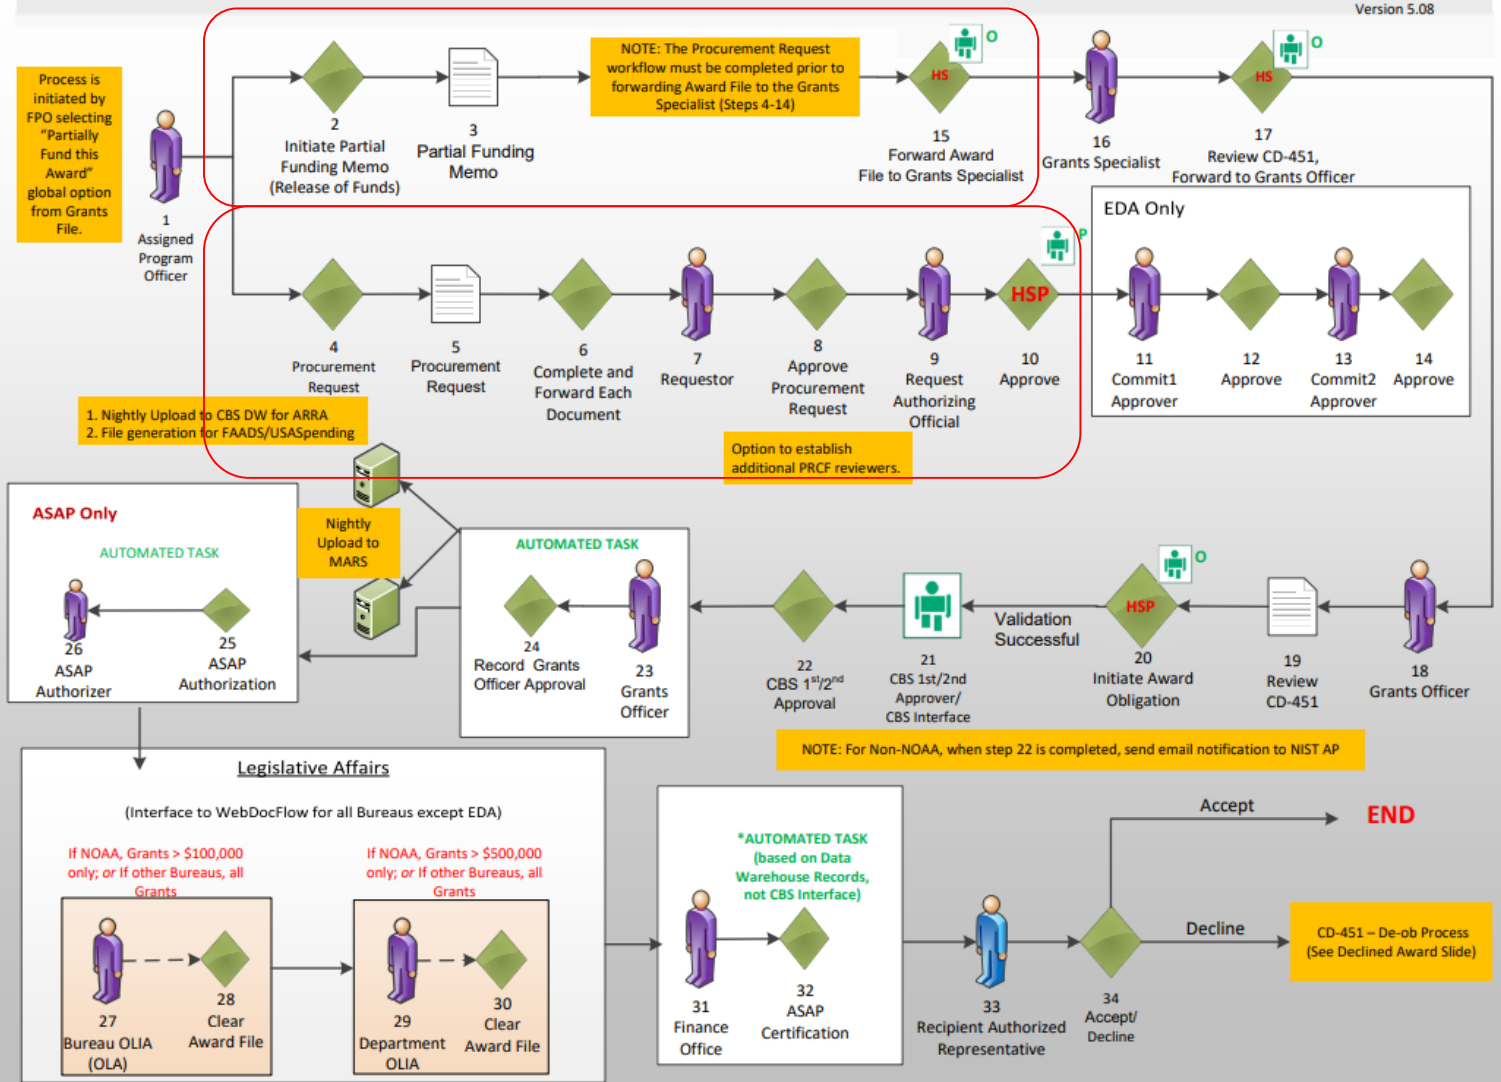 Version 5.08
Process is
initiated by
FPO selecting
"Partially
Fund this
Award"
global option
from Grants
File.
1
Assigned
Program
Officer
2
Initiate Partial
Funding Memo
(Release of Funds)
3
Partial Funding
Memo
NOTE: The Procurement Request
workflow must be completed prior to
forwarding Award File to the Grants
Specialist (Steps 4-14)
HS
O
15
Forward Award
File to Grants Specialist
16
Grants Specialist
HS
O
17
Review CD-451,
Forward to Grants Officer
4
Procurement
Request
5
Procurement
Request
6
Complete and
Forward Each
Document
7
Requestor
8
Approve
Procurement
Request
9
Request
Authorizing
Official
HSP
P
10
Approve
EDA Only
11
Commit1
Approver
12
Approve
13
Commit2
Approver
14
Approve
1. Nightly Upload to CBS DW for ARRA
2. File generation for FAADS/USASpending
Option to establish
additional PRCF reviewers.
ASAP Only
AUTOMATED TASK
26
ASAP
Authorizer
25
ASAP
Authorization
Nightly
Upload to
MARS
AUTOMATED TASK
24
Record Grants
Officer Approval
23
Grants
Officer
22
CBS 1st/2nd
Approval
21
CBS 1st/2nd
Approver/
CBS Interface
Validation
Successful
HSP
O
20
Initiate Award
Obligation
19
Review
CD-451
18
Grants Officer
NOTE: For Non-NOAA, when step 22 is completed, send email notification to NIST AP
Legislative Affairs
(Interface to WebDocFlow for all Bureaus except EDA)
If NOAA, Grants > $100,000
only; or If other Bureaus, all
Grants
27
Bureau OLIA
(OLA)
28
Clear
Award File
If NOAA, Grants > $500,000
only; or If other Bureaus, all
Grants
29
Department
OLIA
30
Clear
Award File
*AUTOMATED TASK
(based on Data
Warehouse Records,
not CBS Interface)
31
Finance
Office
32
ASAP
Certification
33
Recipient Authorized
Representative
34
Accept/
Decline
Accept
END
Decline
CD-451 – De-ob Process
(See Declined Award Slide)